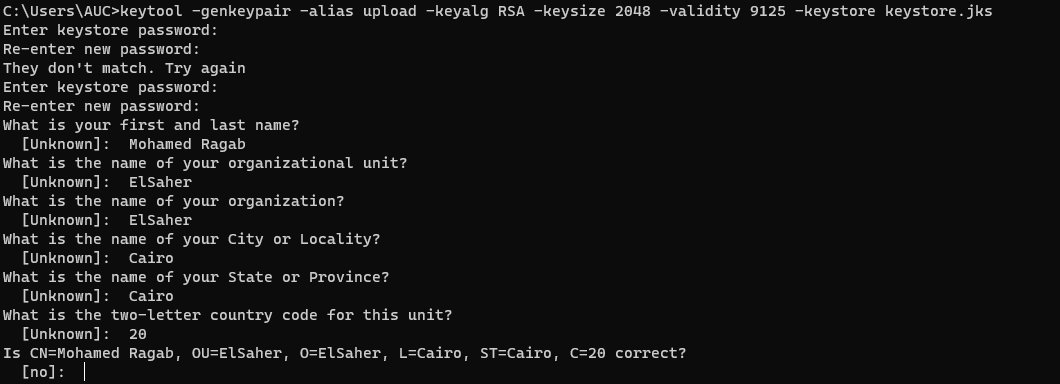 C:\Users\AUC>keytool -genkeypair -alias upload -keyalg RSA -keysize 2048 -validity 9125 -keystore keystore.jks
Enter keystore password:
Re-enter new password:
They don't match. Try again
Enter keystore password:
Re-enter new password:
What is your first and last name?
  [Unknown]:  Mohamed Ragab
What is the name of your organizational unit?
  [Unknown]:  ElSaher
What is the name of your organization?
  [Unknown]:  ElSaher
What is the name of your City or Locality?
  [Unknown]:  Cairo
What is the name of your State or Province?
  [Unknown]:  Cairo
What is the two-letter country code for this unit?
  [Unknown]:  20
Is CN=Mohamed Ragab, OU=ElSaher, O=ElSaher, L=Cairo, ST=Cairo, C=20 correct?
  [no]: